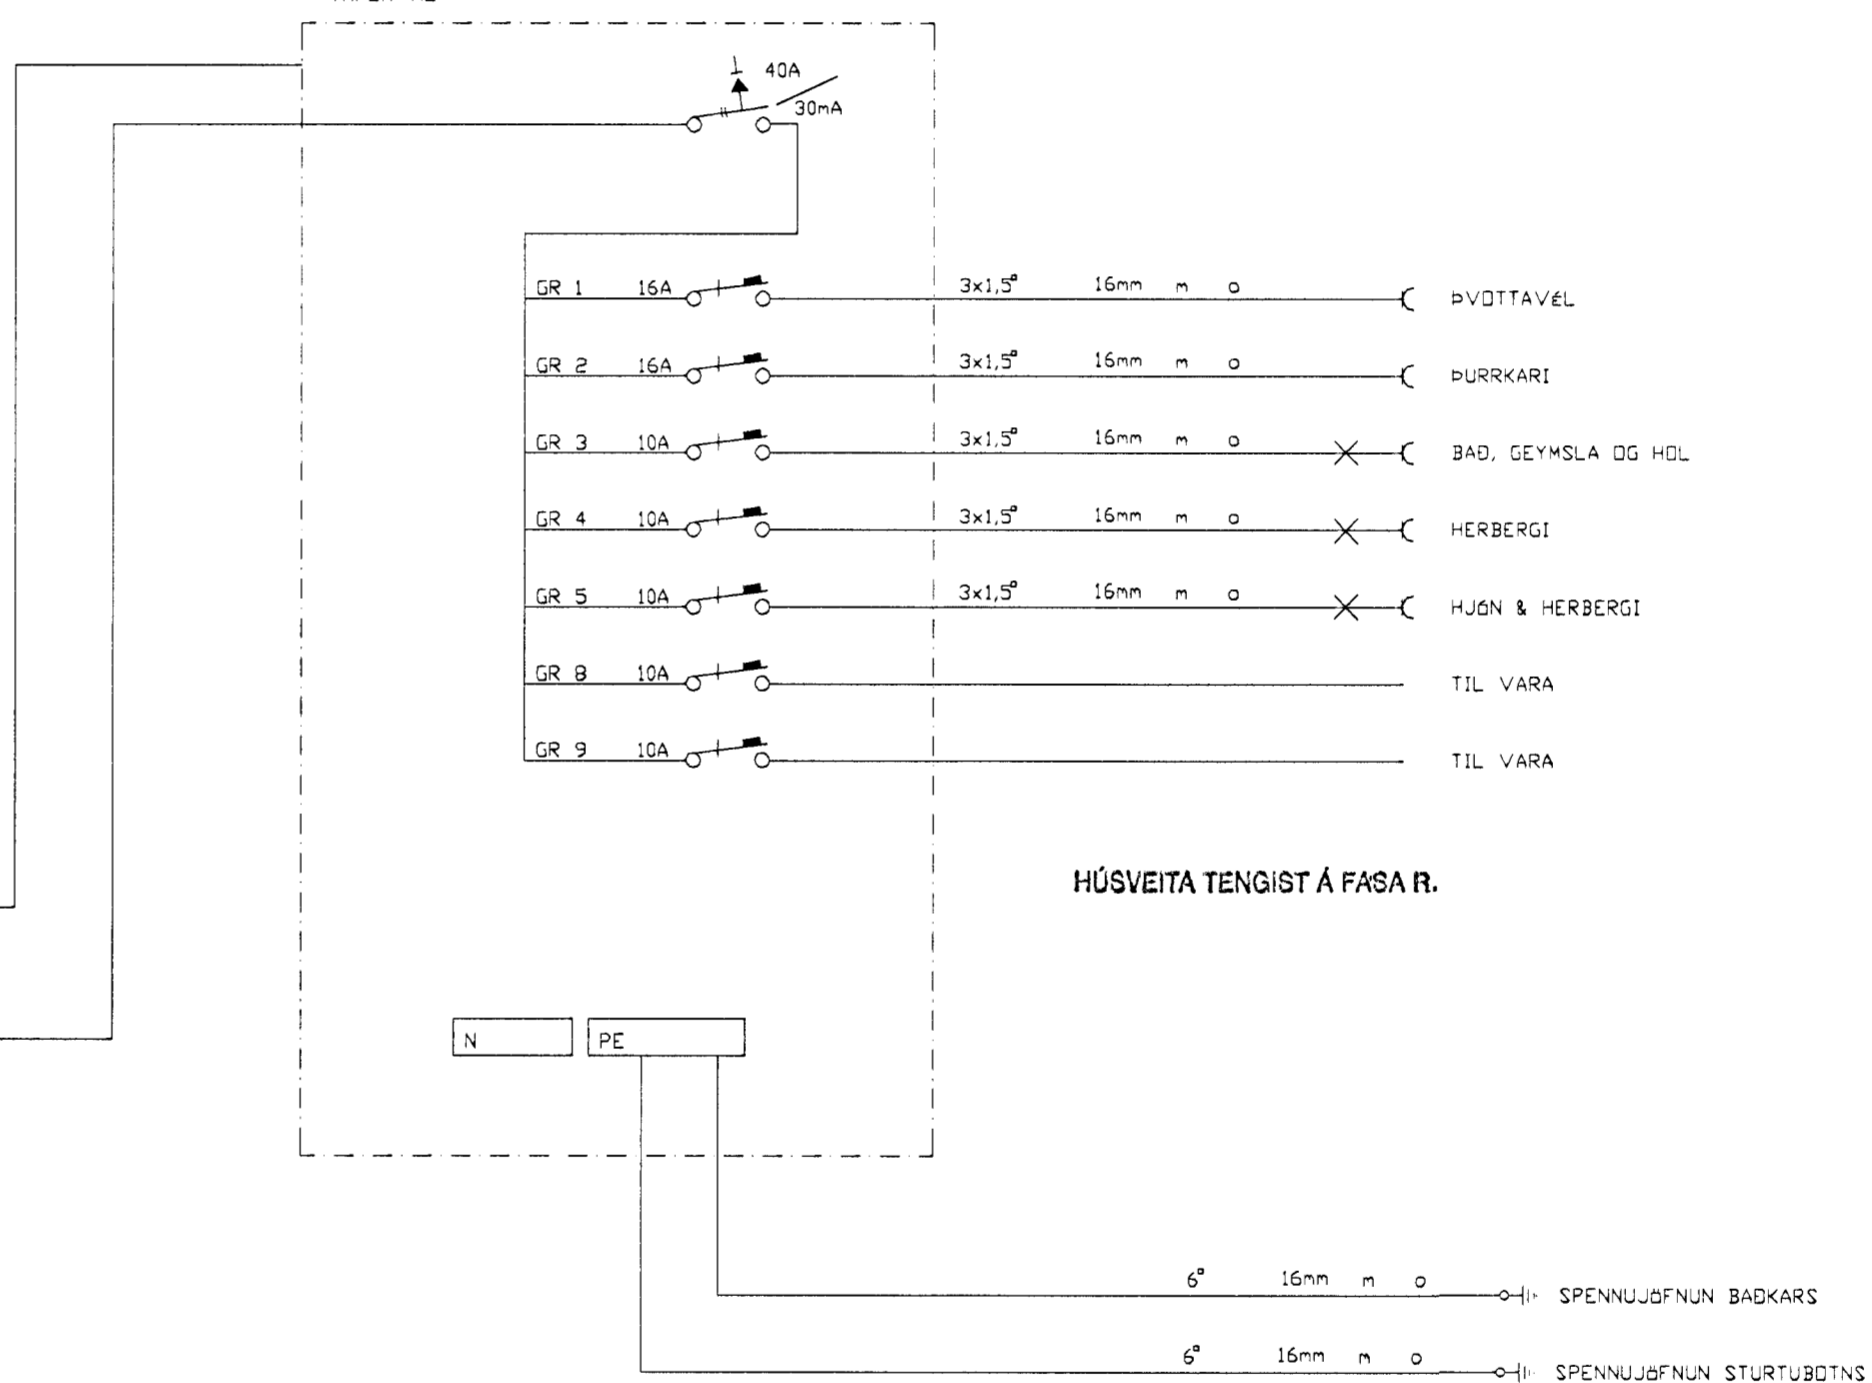 40A
30mA
GR 1 16A 3x1,5▫ 16mm m o ÞVOTTAVÉL
GR 2 16A 3x1,5▫ 16mm m o ÞURRKARI
GR 3 10A 3x1,5▫ 16mm m o BAÐ, GEYMSLA OG HOL
GR 4 10A 3x1,5▫ 16mm m o HERBERGI
GR 5 10A 3x1,5▫ 16mm m o HJÓN & HERBERGI
GR 8 10A TIL VARA
GR 9 10A TIL VARA
HÚSVEITA TENGIST Á FASA R.
N PE
6▫ 16mm m o SPENNUJÖFNUN BAÐKARS
6▫ 16mm m o SPENNUJÖFNUN STURTUBOTNS